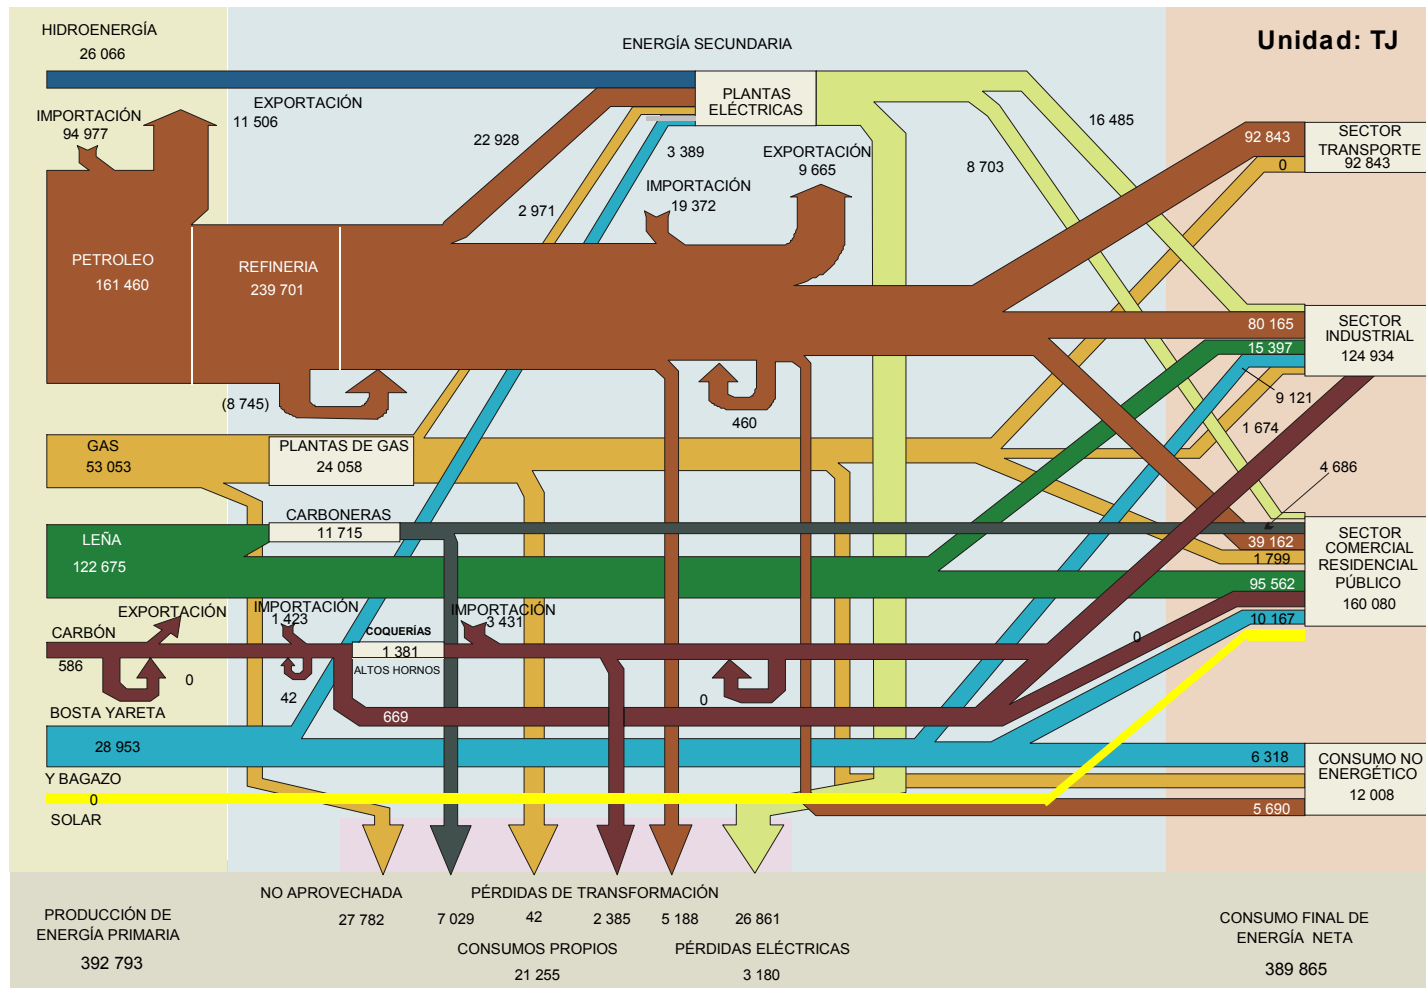 HIDROENERGÍA
26 066
ENERGÍA SECUNDARIA
Unidad: TJ
IMPORTACIÓN
94 977
EXPORTACIÓN
11 506
PLANTAS
ELÉCTRICAS
22 928
3 389
EXPORTACIÓN
9 665
16 485
8 703
92 843
0
SECTOR
TRANSPORTE
92 843
IMPORTACIÓN
19 372
2 971
PETROLEO
161 460
REFINERIA
239 701
80 165
15 397
SECTOR
INDUSTRIAL
124 934
(8 745)
460
9 121
1 674
GAS
53 053
PLANTAS DE GAS
24 058
4 686
CARBONERAS
11 715
LEÑA
122 675
39 162
1 799
95 562
10 167
SECTOR
COMERCIAL
RESIDENCIAL
PÚBLICO
160 080
EXPORTACIÓN
IMPORTACIÓN
1 423
IMPORTACIÓN
3 431
CARBÓN
586
0
42
COQUERÍAS
1 381
ALTOS HORNOS
0
0
669
BOSTA YARETA
28 953
Y BAGAZO
0
SOLAR
6 318
5 690
CONSUMO NO
ENERGÉTICO
12 008
NO APROVECHADA
27 782
PÉRDIDAS DE TRANSFORMACIÓN
7 029
42
2 385
5 188
26 861
CONSUMOS PROPIOS
21 255
PÉRDIDAS ELÉCTRICAS
3 180
PRODUCCIÓN DE
ENERGÍA PRIMARIA
392 793
CONSUMO FINAL DE
ENERGÍA NETA
389 865